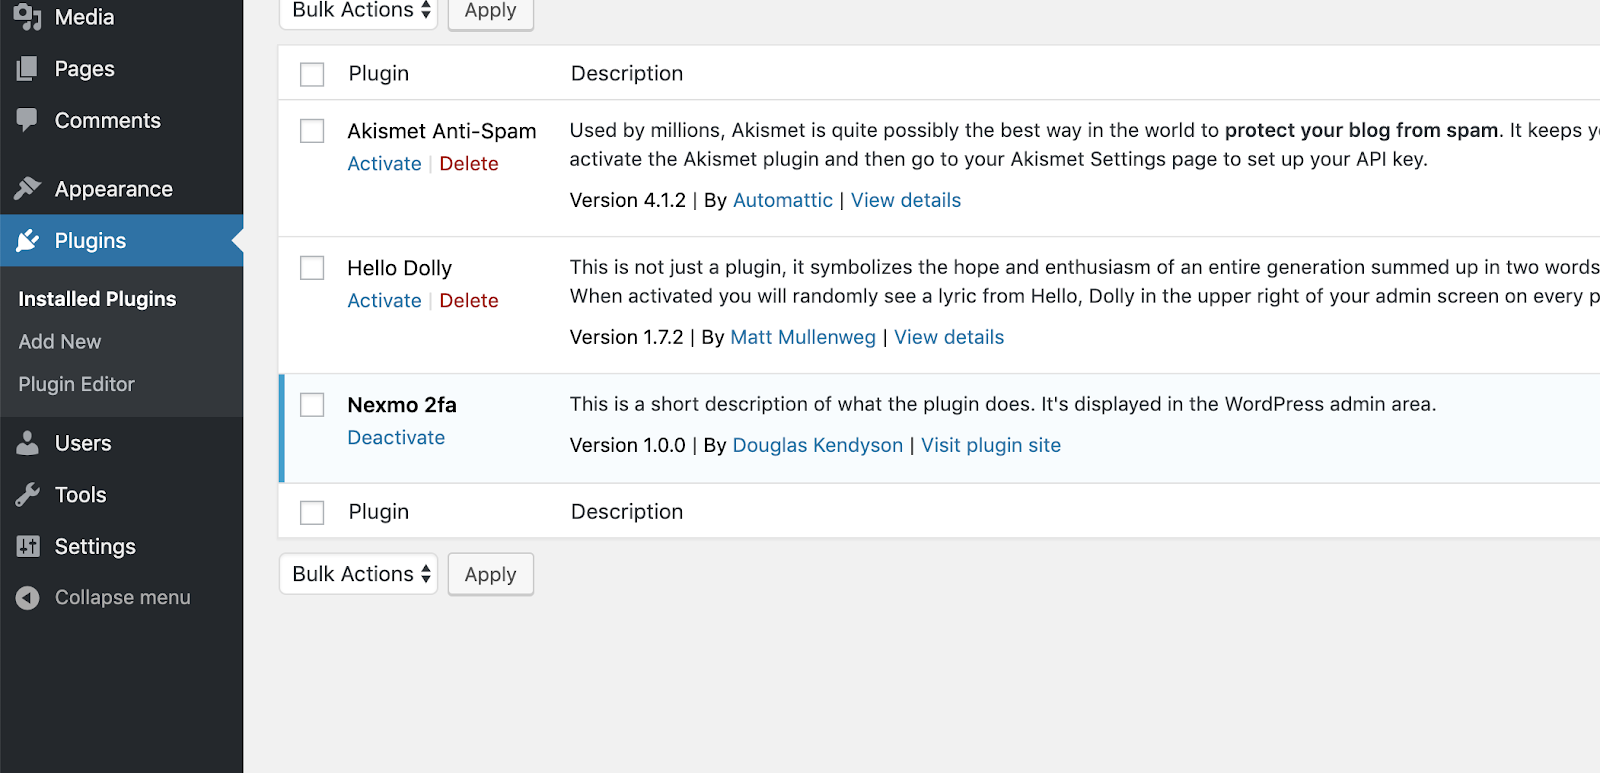 Media
Pages
Comments
Appearance
Plugins
Installed Plugins
Add New
Plugin Editor
Users
Tools
Settings
Collapse menu
Bulk Actions Apply
Plugin Description
Akismet Anti-Spam
Activate | Delete
Used by millions, Akismet is quite possibly the best way in the world to protect your blog from spam. It keeps
activate the Akismet plugin and then go to your Akismet Settings page to set up your API key.
Version 4.1.2 | By Automattic | View details
Hello Dolly
Activate | Delete
This is not just a plugin, it symbolizes the hope and enthusiasm of an entire generation summed up in two words
When activated you will randomly see a lyric from Hello, Dolly in the upper right of your admin screen on every
Version 1.7.2 | By Matt Mullenweg | View details
Nexmo 2fa
Deactivate
This is a short description of what the plugin does. It's displayed in the WordPress admin area.
Version 1.0.0 | By Douglas Kendyson | Visit plugin site
Plugin Description
Bulk Actions Apply